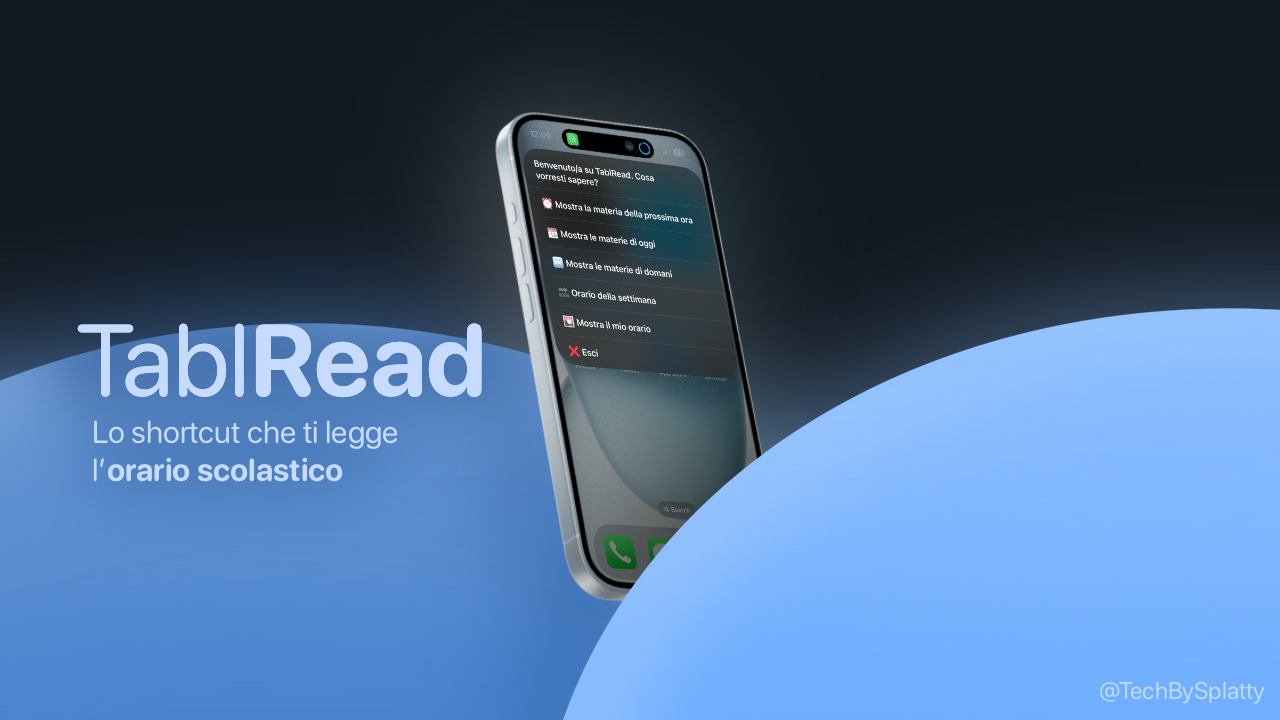 TablRead
Lo shortcut che ti legge
l'orario scolastico
12:09
Benvenuto/a su TablRead. Cosa
vorresti sapere?
Mostra la materia della prossima ora
Mostra le materie di oggi
Mostra le materie di domani
Orario della settimana
Mostra il mio orario
Esci
Search
@TechBySplatty